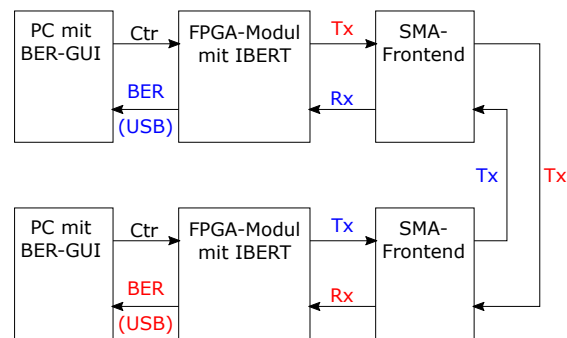 PC mit
BER-GUI
Ctr
BER
(USB)
FPGA-Modul
mit IBERT
Tx
Rx
SMA-
Frontend
Tx
Tx
PC mit
BER-GUI
Ctr
BER
(USB)
FPGA-Modul
mit IBERT
Tx
Rx
SMA-
Frontend